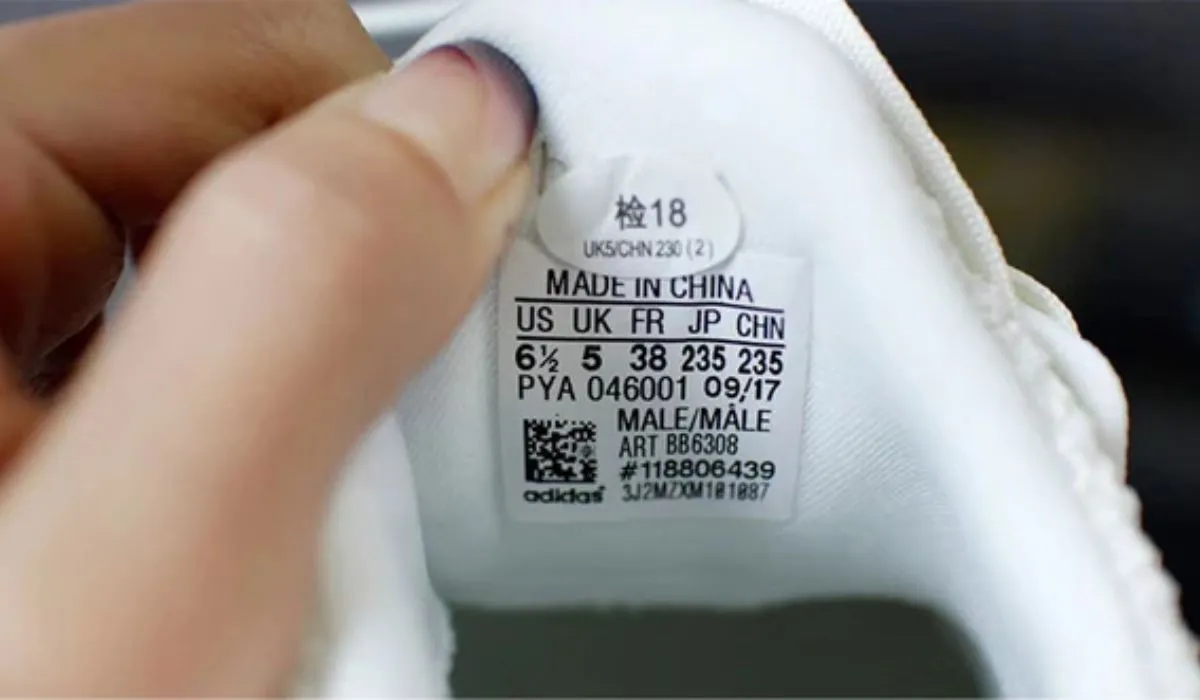 检18
UK5/CHN 230 (2)
MADE IN CHINA
US UK FR JP CHN
6½ 5 38 235 235
PYA 046001 09/17
MALE/MÂLE
ART BB6308
#118806439
adidas 3J2MZXM101087